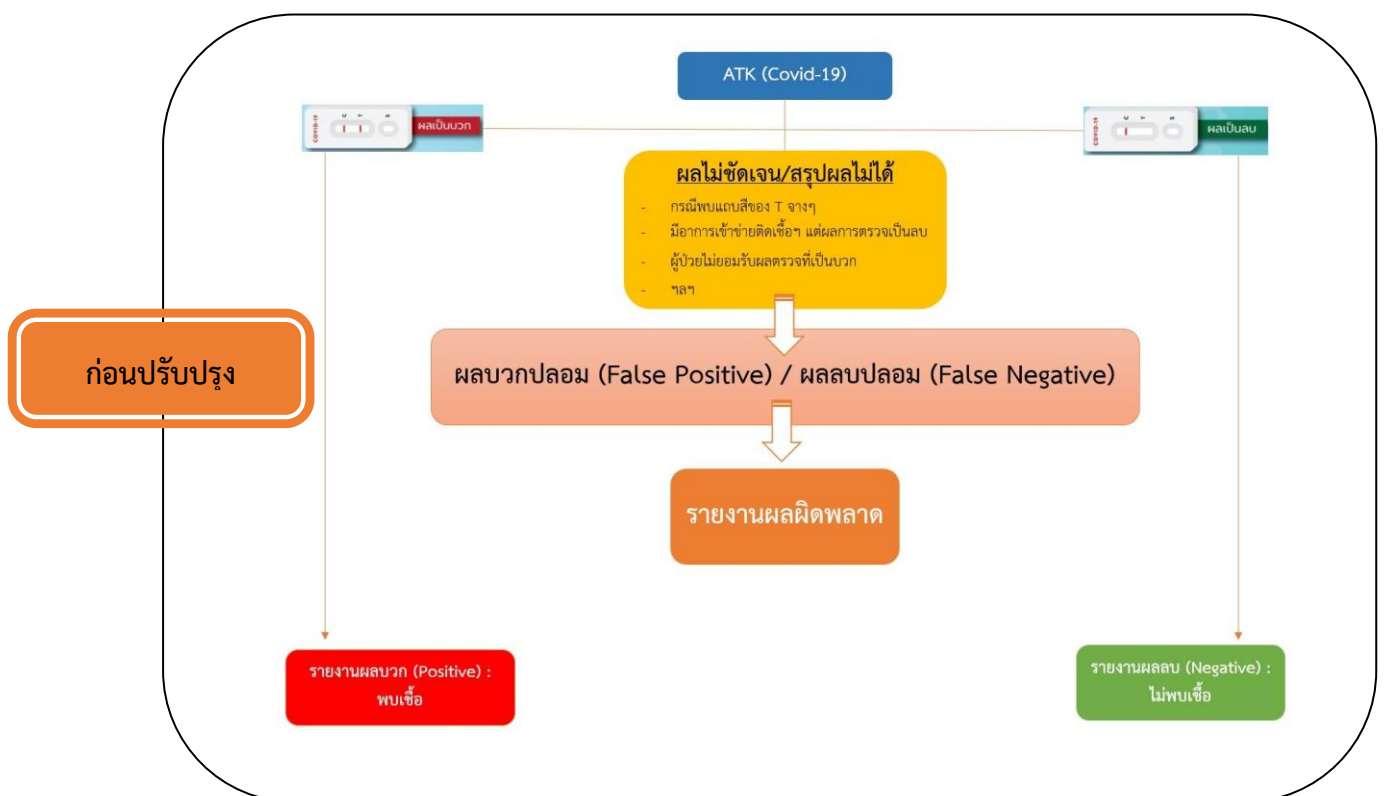 ATK (Covid-19)
COVID-19
C T S
ผลเป็นบวก
COVID-19
C T S
ผลเป็นลบ
ผลไม่ชัดเจน/สรุปผลไม่ได้
- กรณีพบแถบสีของ T จางๆ
- มีอาการเข้าข่ายติดเชื้อฯ แต่ผลการตรวจเป็นลบ
- ผู้ป่วยไม่ยอมรับผลตรวจที่เป็นบวก
- ฯลฯ
ก่อนปรับปรุง
ผลบวกปลอม (False Positive) / ผลลบปลอม (False Negative)
รายงานผลผิดพลาด
รายงานผลบวก (Positive) :
พบเชื้อ
รายงานผลลบ (Negative) :
ไม่พบเชื้อ